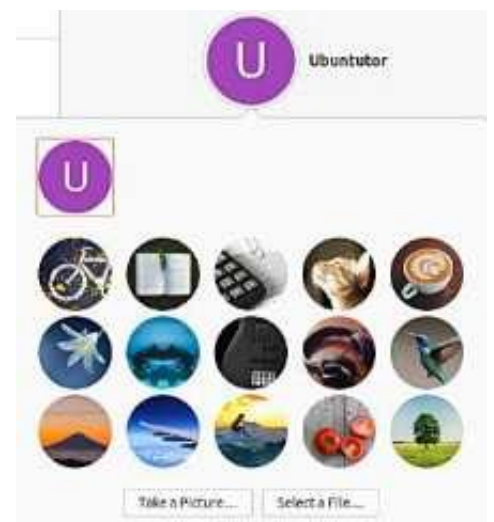 U
Ubuntutor
U
Take a Picture...
Select a File...